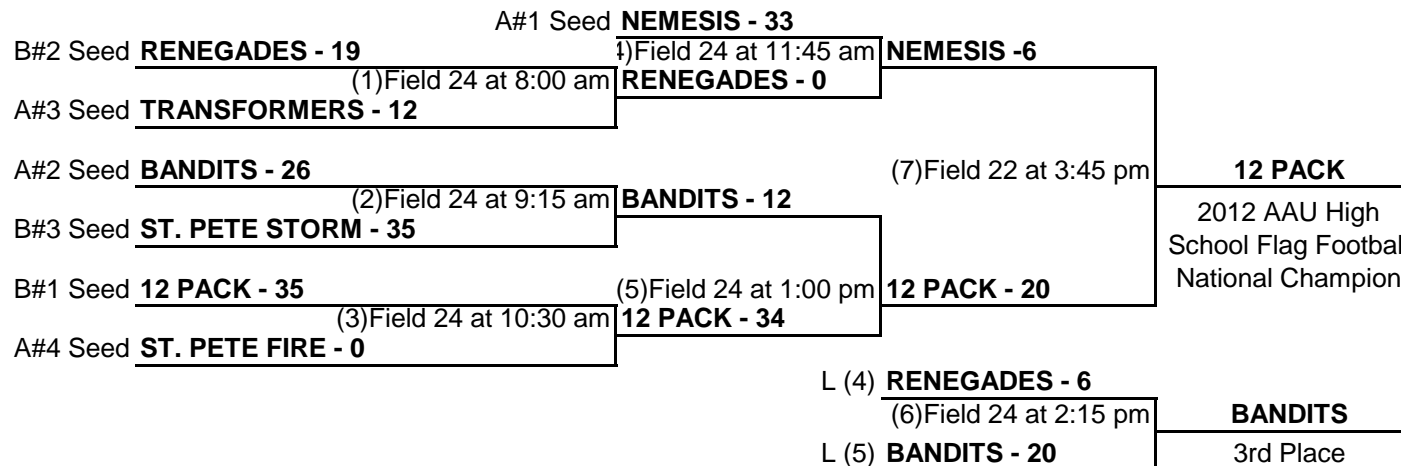 A#1 Seed NEMESIS - 33
B#2 Seed RENEGADES - 19
4)Field 24 at 11:45 am NEMESIS -6
(1)Field 24 at 8:00 am RENEGADES - 0
A#3 Seed TRANSFORMERS - 12
A#2 Seed BANDITS - 26
(7)Field 22 at 3:45 pm 12 PACK
(2)Field 24 at 9:15 am BANDITS - 12
2012 AAU High
B#3 Seed ST. PETE STORM - 35
School Flag Footbal
National Champion
B#1 Seed 12 PACK - 35
(5)Field 24 at 1:00 pm 12 PACK - 20
(3)Field 24 at 10:30 am 12 PACK - 34
A#4 Seed ST. PETE FIRE - 0
L (4) RENEGADES - 6
(6)Field 24 at 2:15 pm BANDITS
L (5) BANDITS - 20 3rd Place